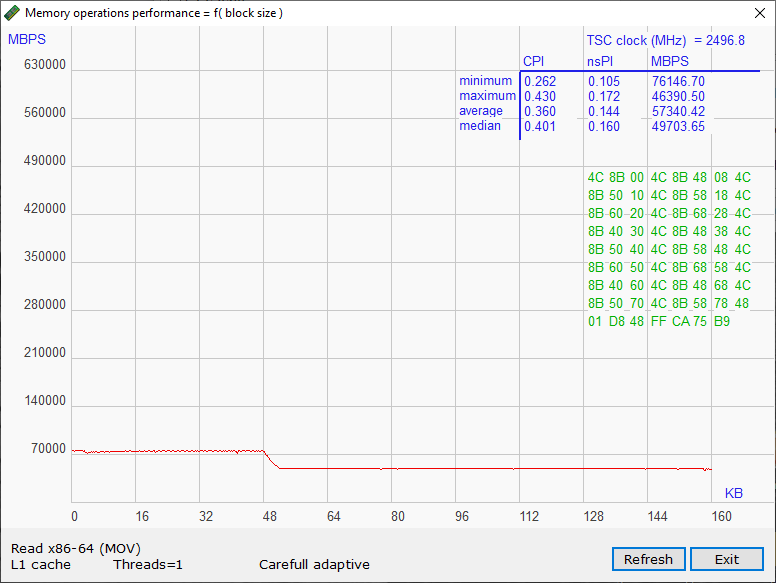 Memory operations performance = f( block size )
MBPS
TSC clock (MHz) = 2496.8
CPI nsPI MBPS
minimum 0.262 0.105 76146.70
maximum 0.430 0.172 46390.50
average 0.360 0.144 57340.42
median 0.401 0.160 49703.65
630000
560000
490000
420000
350000
280000
210000
140000
70000
4C 8B 00 4C 8B 48 08 4C
8B 50 10 4C 8B 58 18 4C
8B 60 20 4C 8B 68 28 4C
8B 40 30 4C 8B 48 38 4C
8B 50 40 4C 8B 58 48 4C
8B 60 50 4C 8B 68 58 4C
8B 40 60 4C 8B 48 68 4C
8B 50 70 4C 8B 58 78 48
01 D8 48 FF CA 75 B9
KB
0 16 32 48 64 80 96 112 128 144 160
Read x86-64 (MOV)
L1 cache Threads=1 Carefull adaptive
Refresh Exit